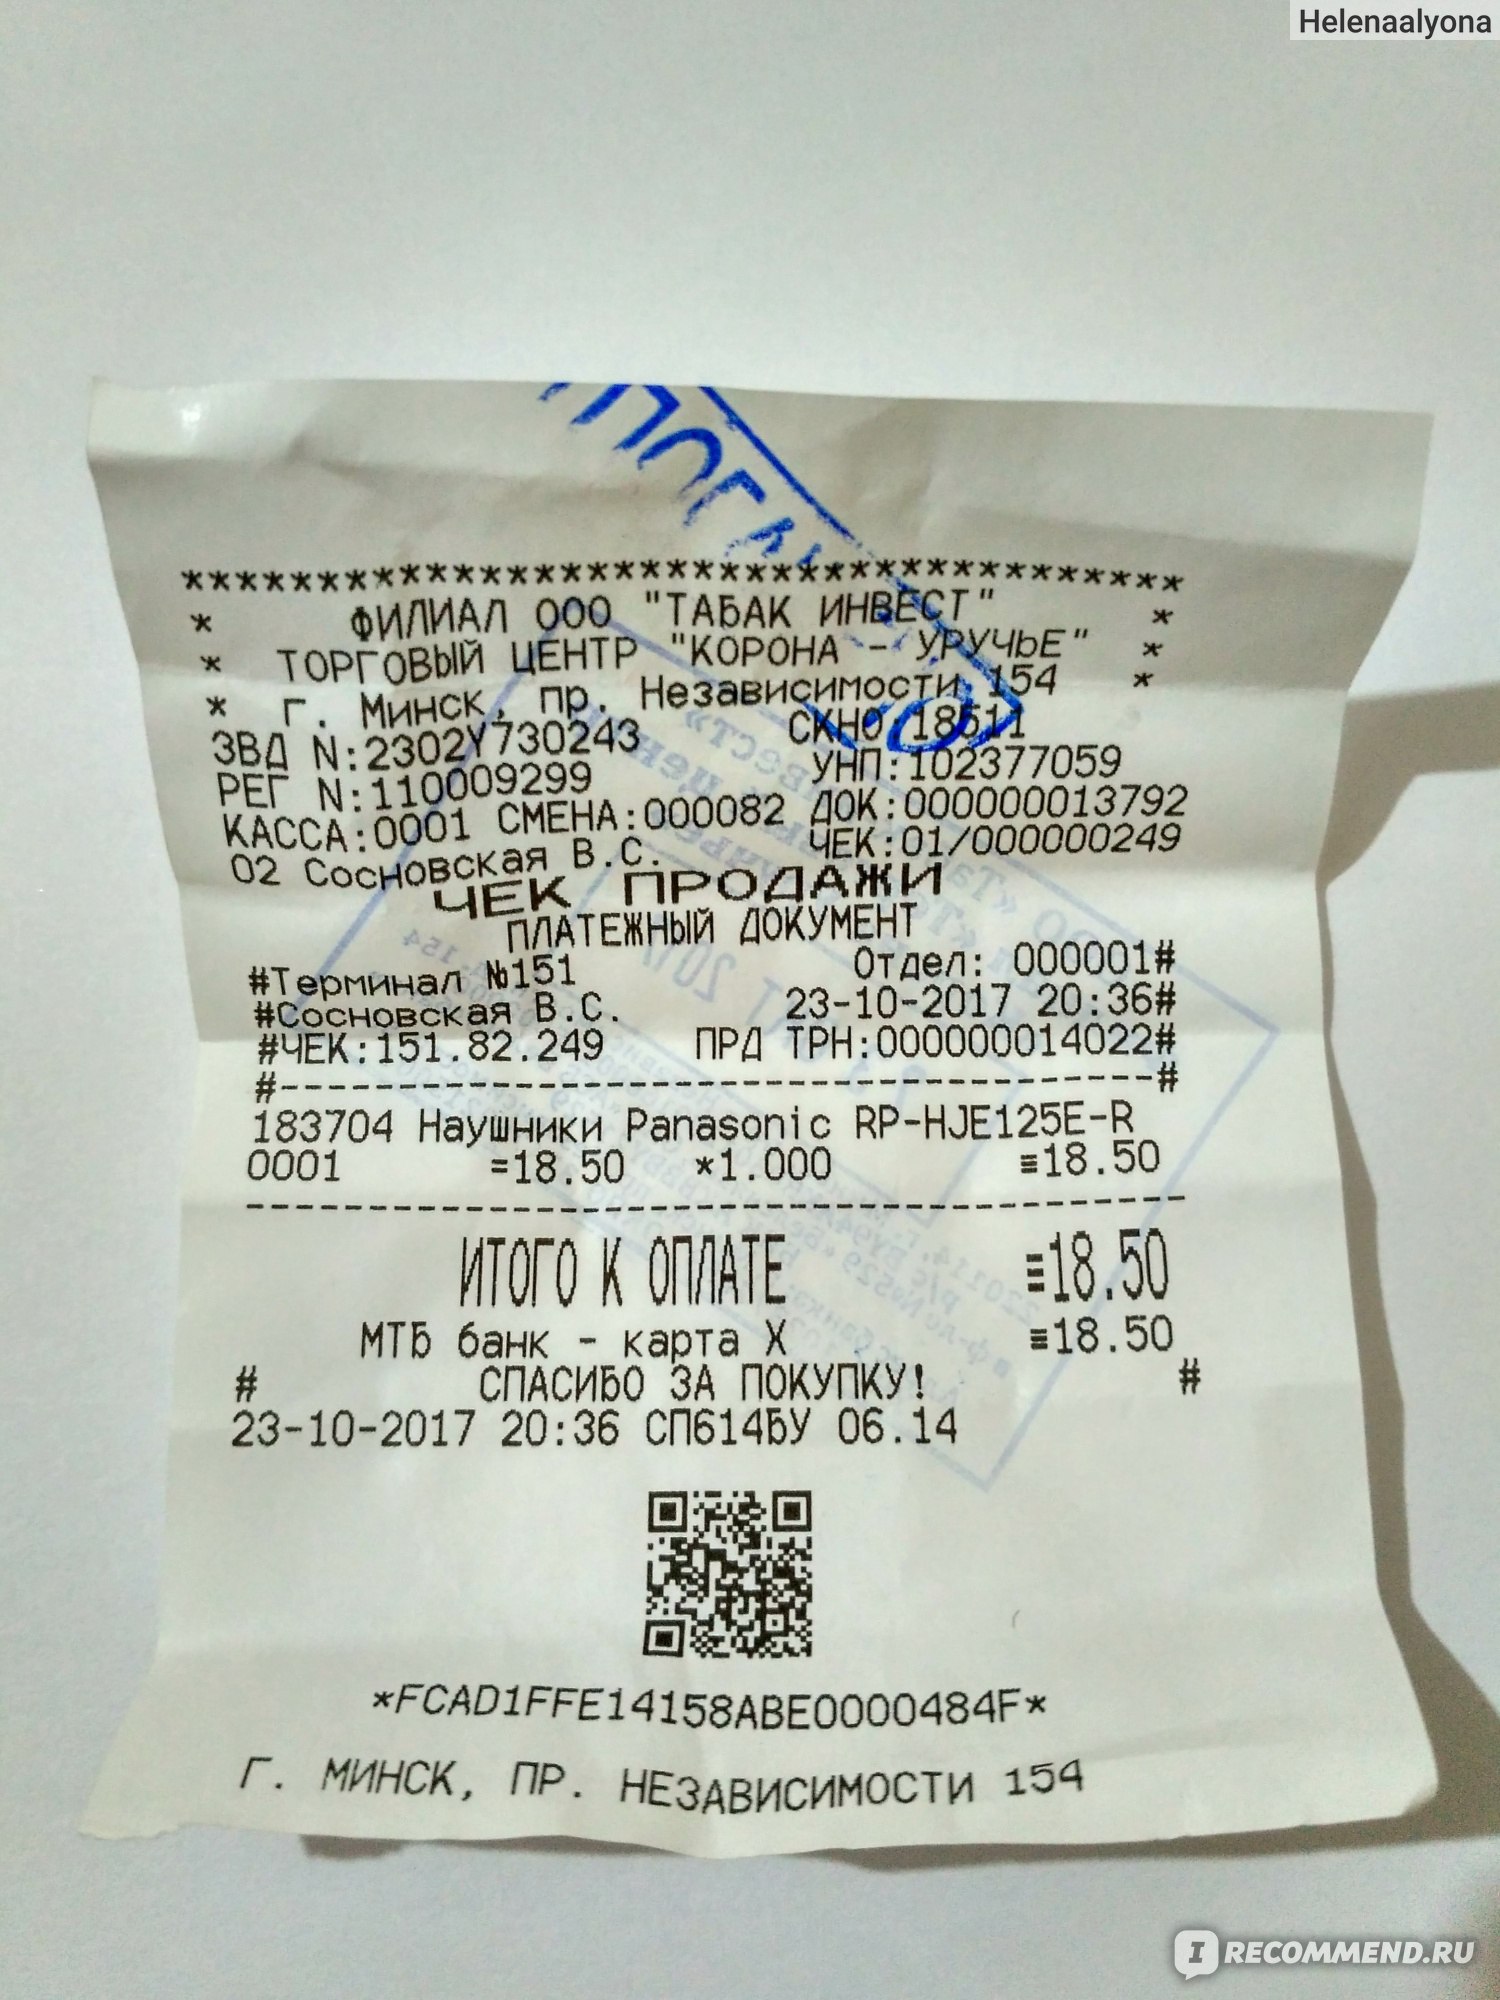 Helenaalyona
**************************************
* ФИЛИАЛ ООО "ТАБАК ИНВЕСТ" *
* ТОРГОВЫЙ ЦЕНТР "КОРОНА - УРУЧЬЕ" *
* г. Минск, пр. Независимости 154 *
ЗВД N:2302Y730243 СКНО 18511
РЕГ N:110009299 УНП:102377059
КАССА:0001 СМЕНА:000082 ДОК:000000013792
02 Сосновская В.С. ЧЕК:01/000000249
ЧЕК ПРОДАЖИ
ПЛАТЕЖНЫЙ ДОКУМЕНТ
#Терминал №151 Отдел: 000001#
#Сосновская В.С. 23-10-2017 20:36#
#ЧЕК:151.82.249 ПРД ТРН:000000014022#
#--------------------------------#
183704 Наушники Panasonic RP-HJE125E-R
0001 =18.50 *1.000 ≡18.50
-----------------------------------
ИТОГО К ОПЛАТЕ ≡18.50
МТБ банк - карта X ≡18.50
# СПАСИБО ЗА ПОКУПКУ! #
23-10-2017 20:36 СП614БУ 06.14
*FCAD1FFE14158ABE0000484F*
Г. МИНСК, ПР. НЕЗАВИСИМОСТИ 154
I RECOMMEND.RU